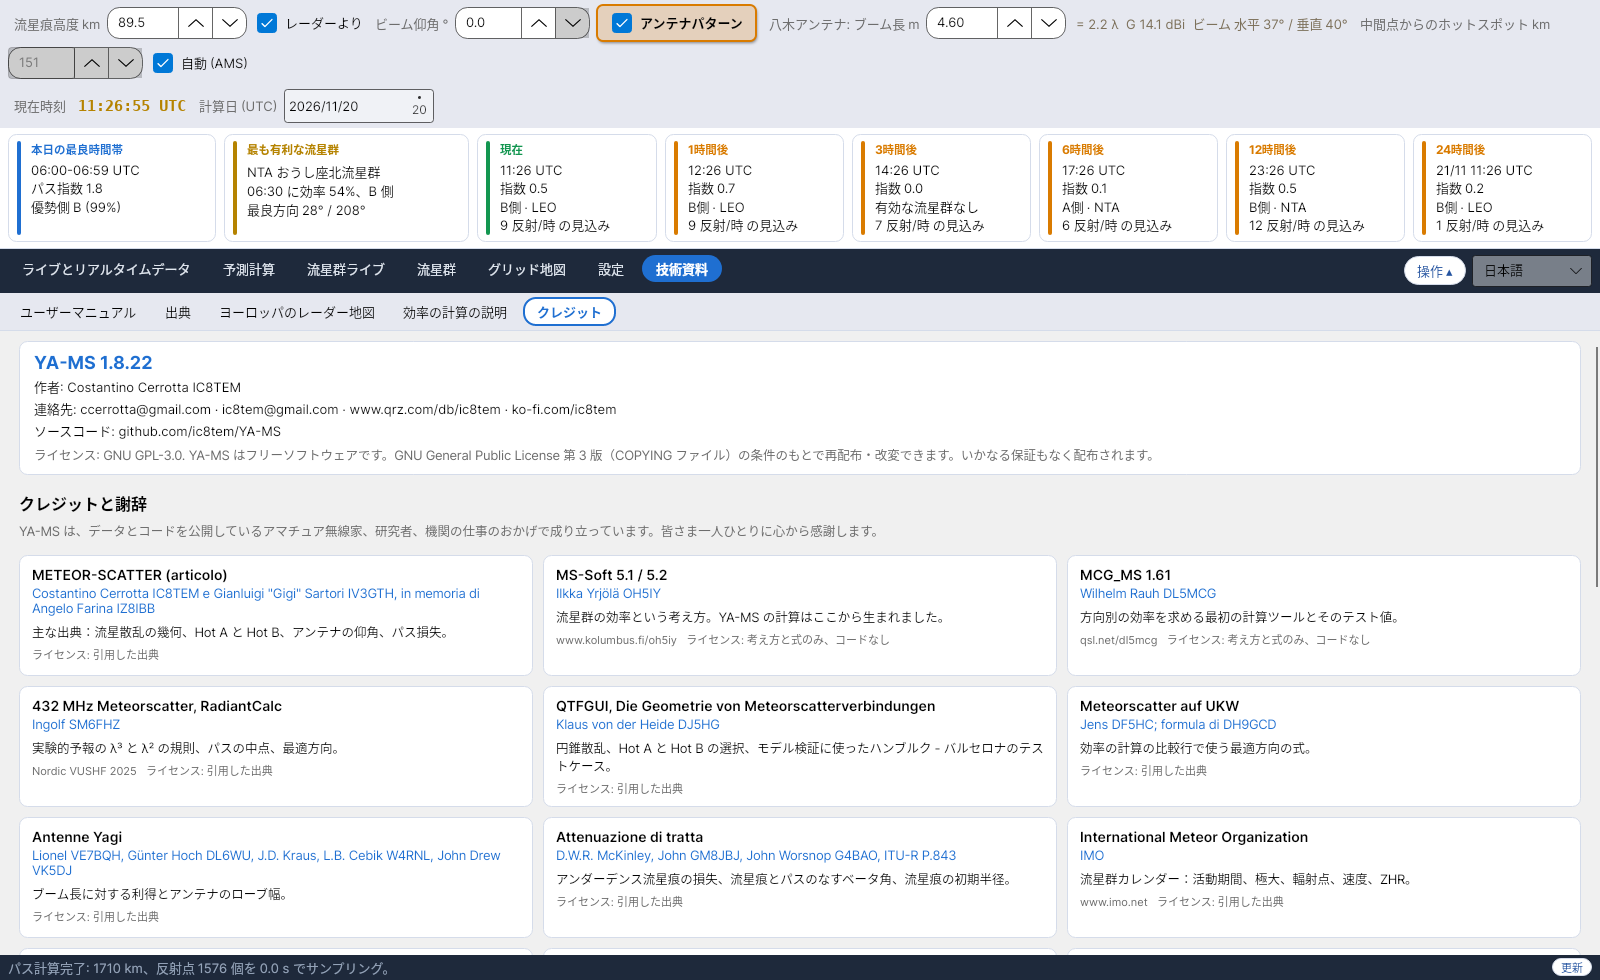 流星痕高度 km 89.5 レーダーより ビーム仰角 ° 0.0 アンテナパターン 八木アンテナ: ブーム長 m 4.60 = 2.2 λ G 14.1 dBi ビーム 水平 37° / 垂直 40° 中間点からのホットスポット km
151 自動 (AMS)
現在時刻 11:26:55 UTC 計算日 (UTC) 2026/11/20 20
本日の最良時間帯
06:00-06:59 UTC
パス指数 1.8
優勢側 B (99%)
最も有利な流星群
NTA おうし座北流星群
06:30 に効率 54%、B 側
最良方向 28° / 208°
現在
11:26 UTC
指数 0.5
B側 · LEO
9 反射/時 の見込み
1時間後
12:26 UTC
指数 0.7
B側 · LEO
9 反射/時 の見込み
3時間後
14:26 UTC
指数 0.0
有効な流星群なし
7 反射/時 の見込み
6時間後
17:26 UTC
指数 0.1
A側 · NTA
6 反射/時 の見込み
12時間後
23:26 UTC
指数 0.5
B側 · NTA
12 反射/時 の見込み
24時間後
21/11 11:26 UTC
指数 0.2
B側 · LEO
1 反射/時 の見込み
ライブとリアルタイムデータ 予測計算 流星群ライブ 流星群 グリッド地図 設定 技術資料 操作 ▴ 日本語
ユーザーマニュアル 出典 ヨーロッパのレーダー地図 効率の計算の説明 クレジット
YA-MS 1.8.22
作者: Costantino Cerrotta IC8TEM
連絡先: ccerrotta@gmail.com · ic8tem@gmail.com · www.qrz.com/db/ic8tem · ko-fi.com/ic8tem
ソースコード: github.com/ic8tem/YA-MS
ライセンス: GNU GPL-3.0. YA-MS はフリーソフトウェアです。GNU General Public License 第 3 版（COPYING ファイル）の条件のもとで再配布・改変できます。いかなる保証もなく配布されます。
クレジットと謝辞
YA-MS は、データとコードを公開しているアマチュア無線家、研究者、機関の仕事のおかげで成り立っています。皆さま一人ひとりに心から感謝します。
METEOR-SCATTER (articolo)
Costantino Cerrotta IC8TEM e Gianluigi "Gigi" Sartori IV3GTH, in memoria di
Angelo Farina IZ8IBB
主な出典：流星散乱の幾何、Hot A と Hot B、アンテナの仰角、パス損失。
ライセンス: 引用した出典
MS-Soft 5.1 / 5.2
Ilkka Yrjölä OH5IY
流星群の効率という考え方。YA-MS の計算はここから生まれました。
www.kolumbus.fi/oh5iy ライセンス: 考え方と式のみ、コードなし
MCG_MS 1.61
Wilhelm Rauh DL5MCG
方向別の効率を求める最初の計算ツールとそのテスト値。
qsl.net/dl5mcg ライセンス: 考え方と式のみ、コードなし
432 MHz Meteorscatter, RadiantCalc
Ingolf SM6FHZ
実験的予報の λ³ と λ² の規則、パスの中点、最適方向。
Nordic VUSHF 2025 ライセンス: 引用した出典
QTFGUI, Die Geometrie von Meteorscatterverbindungen
Klaus von der Heide DJ5HG
円錐散乱、Hot A と Hot B の選択、モデル検証に使ったハンブルク - バルセロナのテス
トケース。
ライセンス: 引用した出典
Meteorscatter auf UKW
Jens DF5HC; formula di DH9GCD
効率の計算の比較行で使う最適方向の式。
ライセンス: 引用した出典
Antenne Yagi
Lionel VE7BQH, Günter Hoch DL6WU, J.D. Kraus, L.B. Cebik W4RNL, John Drew
VK5DJ
ブーム長に対する利得とアンテナのローブ幅。
ライセンス: 引用した出典
Attenuazione di tratta
D.W.R. McKinley, John GM8JBJ, John Worsnop G4BAO, ITU-R P.843
アンダーデンス流星痕の損失、流星痕とパスのなすベータ角、流星痕の初期半径。
ライセンス: 引用した出典
International Meteor Organization
IMO
流星群カレンダー：活動期間、極大、輻射点、速度、ZHR。
www.imo.net ライセンス: 引用した出典
パス計算完了: 1710 km、反射点 1576 個を 0.0 s でサンプリング。 更新